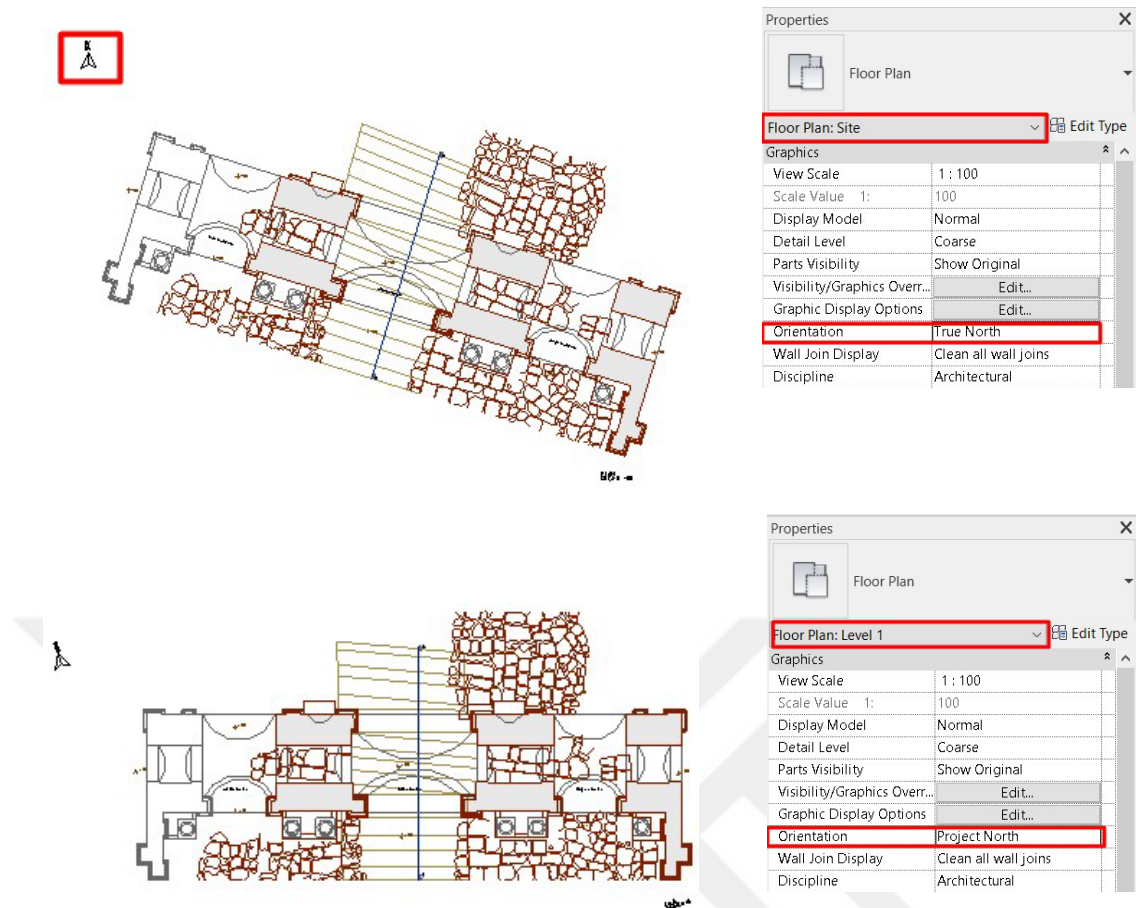 Properties
Floor Plan
Floor Plan: Site
Edit Type
Graphics
View Scale 1 : 100
Scale Value 1: 100
Display Model Normal
Detail Level Coarse
Parts Visibility Show Original
Visibility/Graphics Overr... Edit...
Graphic Display Options Edit...
Orientation True North
Wall Join Display Clean all wall joins
Discipline Architectural
Properties
Floor Plan
Floor Plan: Level 1
Edit Type
Graphics
View Scale 1 : 100
Scale Value 1: 100
Display Model Normal
Detail Level Coarse
Parts Visibility Show Original
Visibility/Graphics Overr... Edit...
Graphic Display Options Edit...
Orientation Project North
Wall Join Display Clean all wall joins
Discipline Architectural